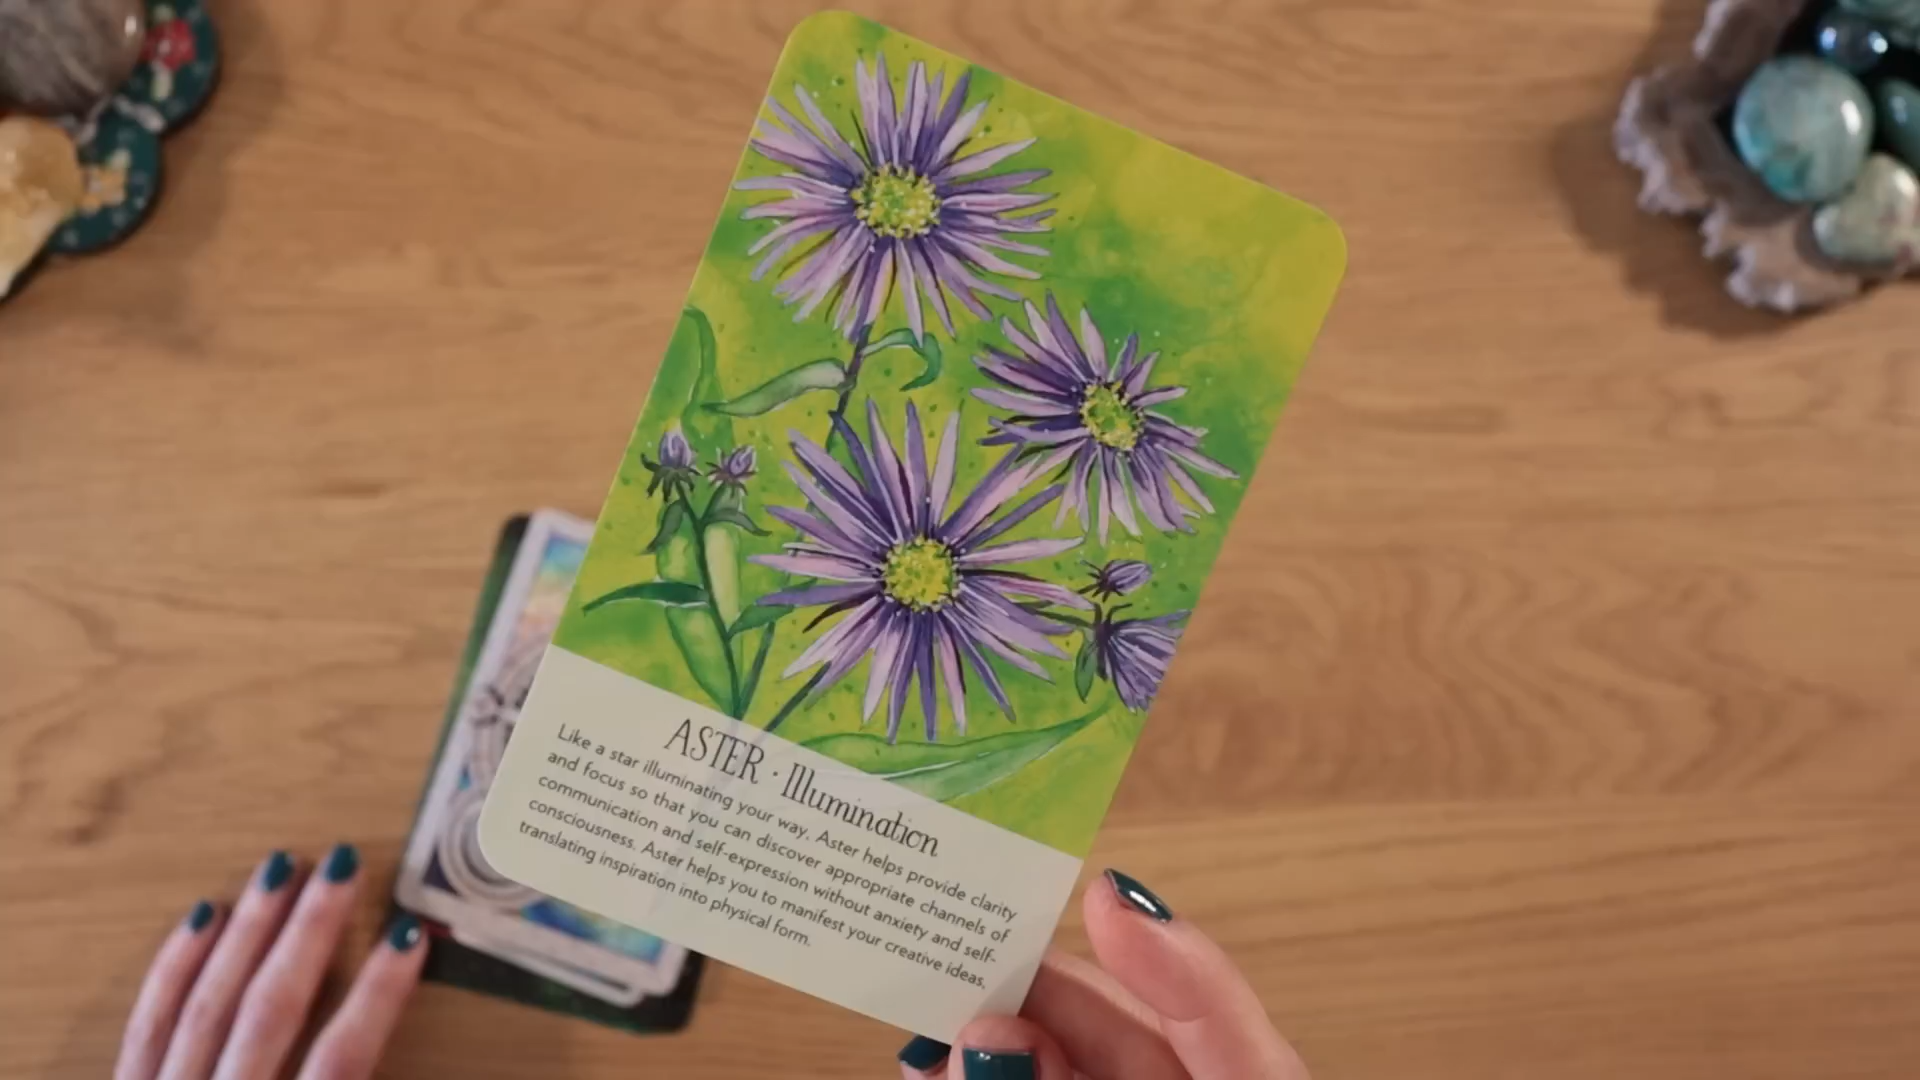 ASTER · Illumination
Like a star illuminating your way, Aster helps provide clarity
and focus so that you can discover appropriate channels of
communication and self-expression without anxiety and self-
consciousness. Aster helps you to manifest your creative ideas,
translating inspiration into physical form.